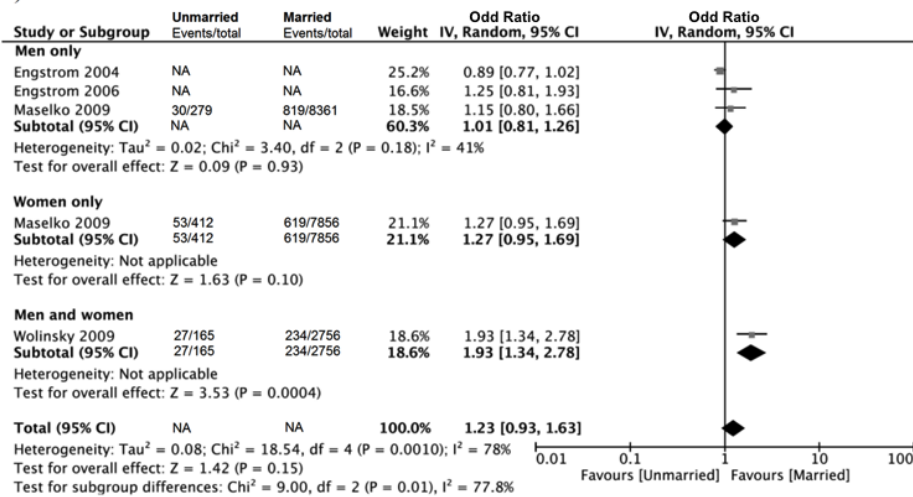 Unmarried Married Odd Ratio Odd Ratio
Study or Subgroup Events/total Events/total Weight IV, Random, 95% CI IV, Random, 95% CI
Men only
Engstrom 2004 NA NA 25.2% 0.89 [0.77, 1.02]
Engstrom 2006 NA NA 16.6% 1.25 [0.81, 1.93]
Maselko 2009 30/279 819/8361 18.5% 1.15 [0.80, 1.66]
Subtotal (95% CI) NA NA 60.3% 1.01 [0.81, 1.26]
Heterogeneity: Tau² = 0.02; Chi² = 3.40, df = 2 (P = 0.18); I² = 41%
Test for overall effect: Z = 0.09 (P = 0.93)
Women only
Maselko 2009 53/412 619/7856 21.1% 1.27 [0.95, 1.69]
Subtotal (95% CI) 53/412 619/7856 21.1% 1.27 [0.95, 1.69]
Heterogeneity: Not applicable
Test for overall effect: Z = 1.63 (P = 0.10)
Men and women
Wolinsky 2009 27/165 234/2756 18.6% 1.93 [1.34, 2.78]
Subtotal (95% CI) 27/165 234/2756 18.6% 1.93 [1.34, 2.78]
Heterogeneity: Not applicable
Test for overall effect: Z = 3.53 (P = 0.0004)
Total (95% CI) NA NA 100.0% 1.23 [0.93, 1.63]
Heterogeneity: Tau² = 0.08; Chi² = 18.54, df = 4 (P = 0.0010); I² = 78%
Test for overall effect: Z = 1.42 (P = 0.15)
Test for subgroup differences: Chi² = 9.00, df = 2 (P = 0.01), I² = 77.8%
0.01 0.1 1 10 100
Favours [Unmarried] Favours [Married]